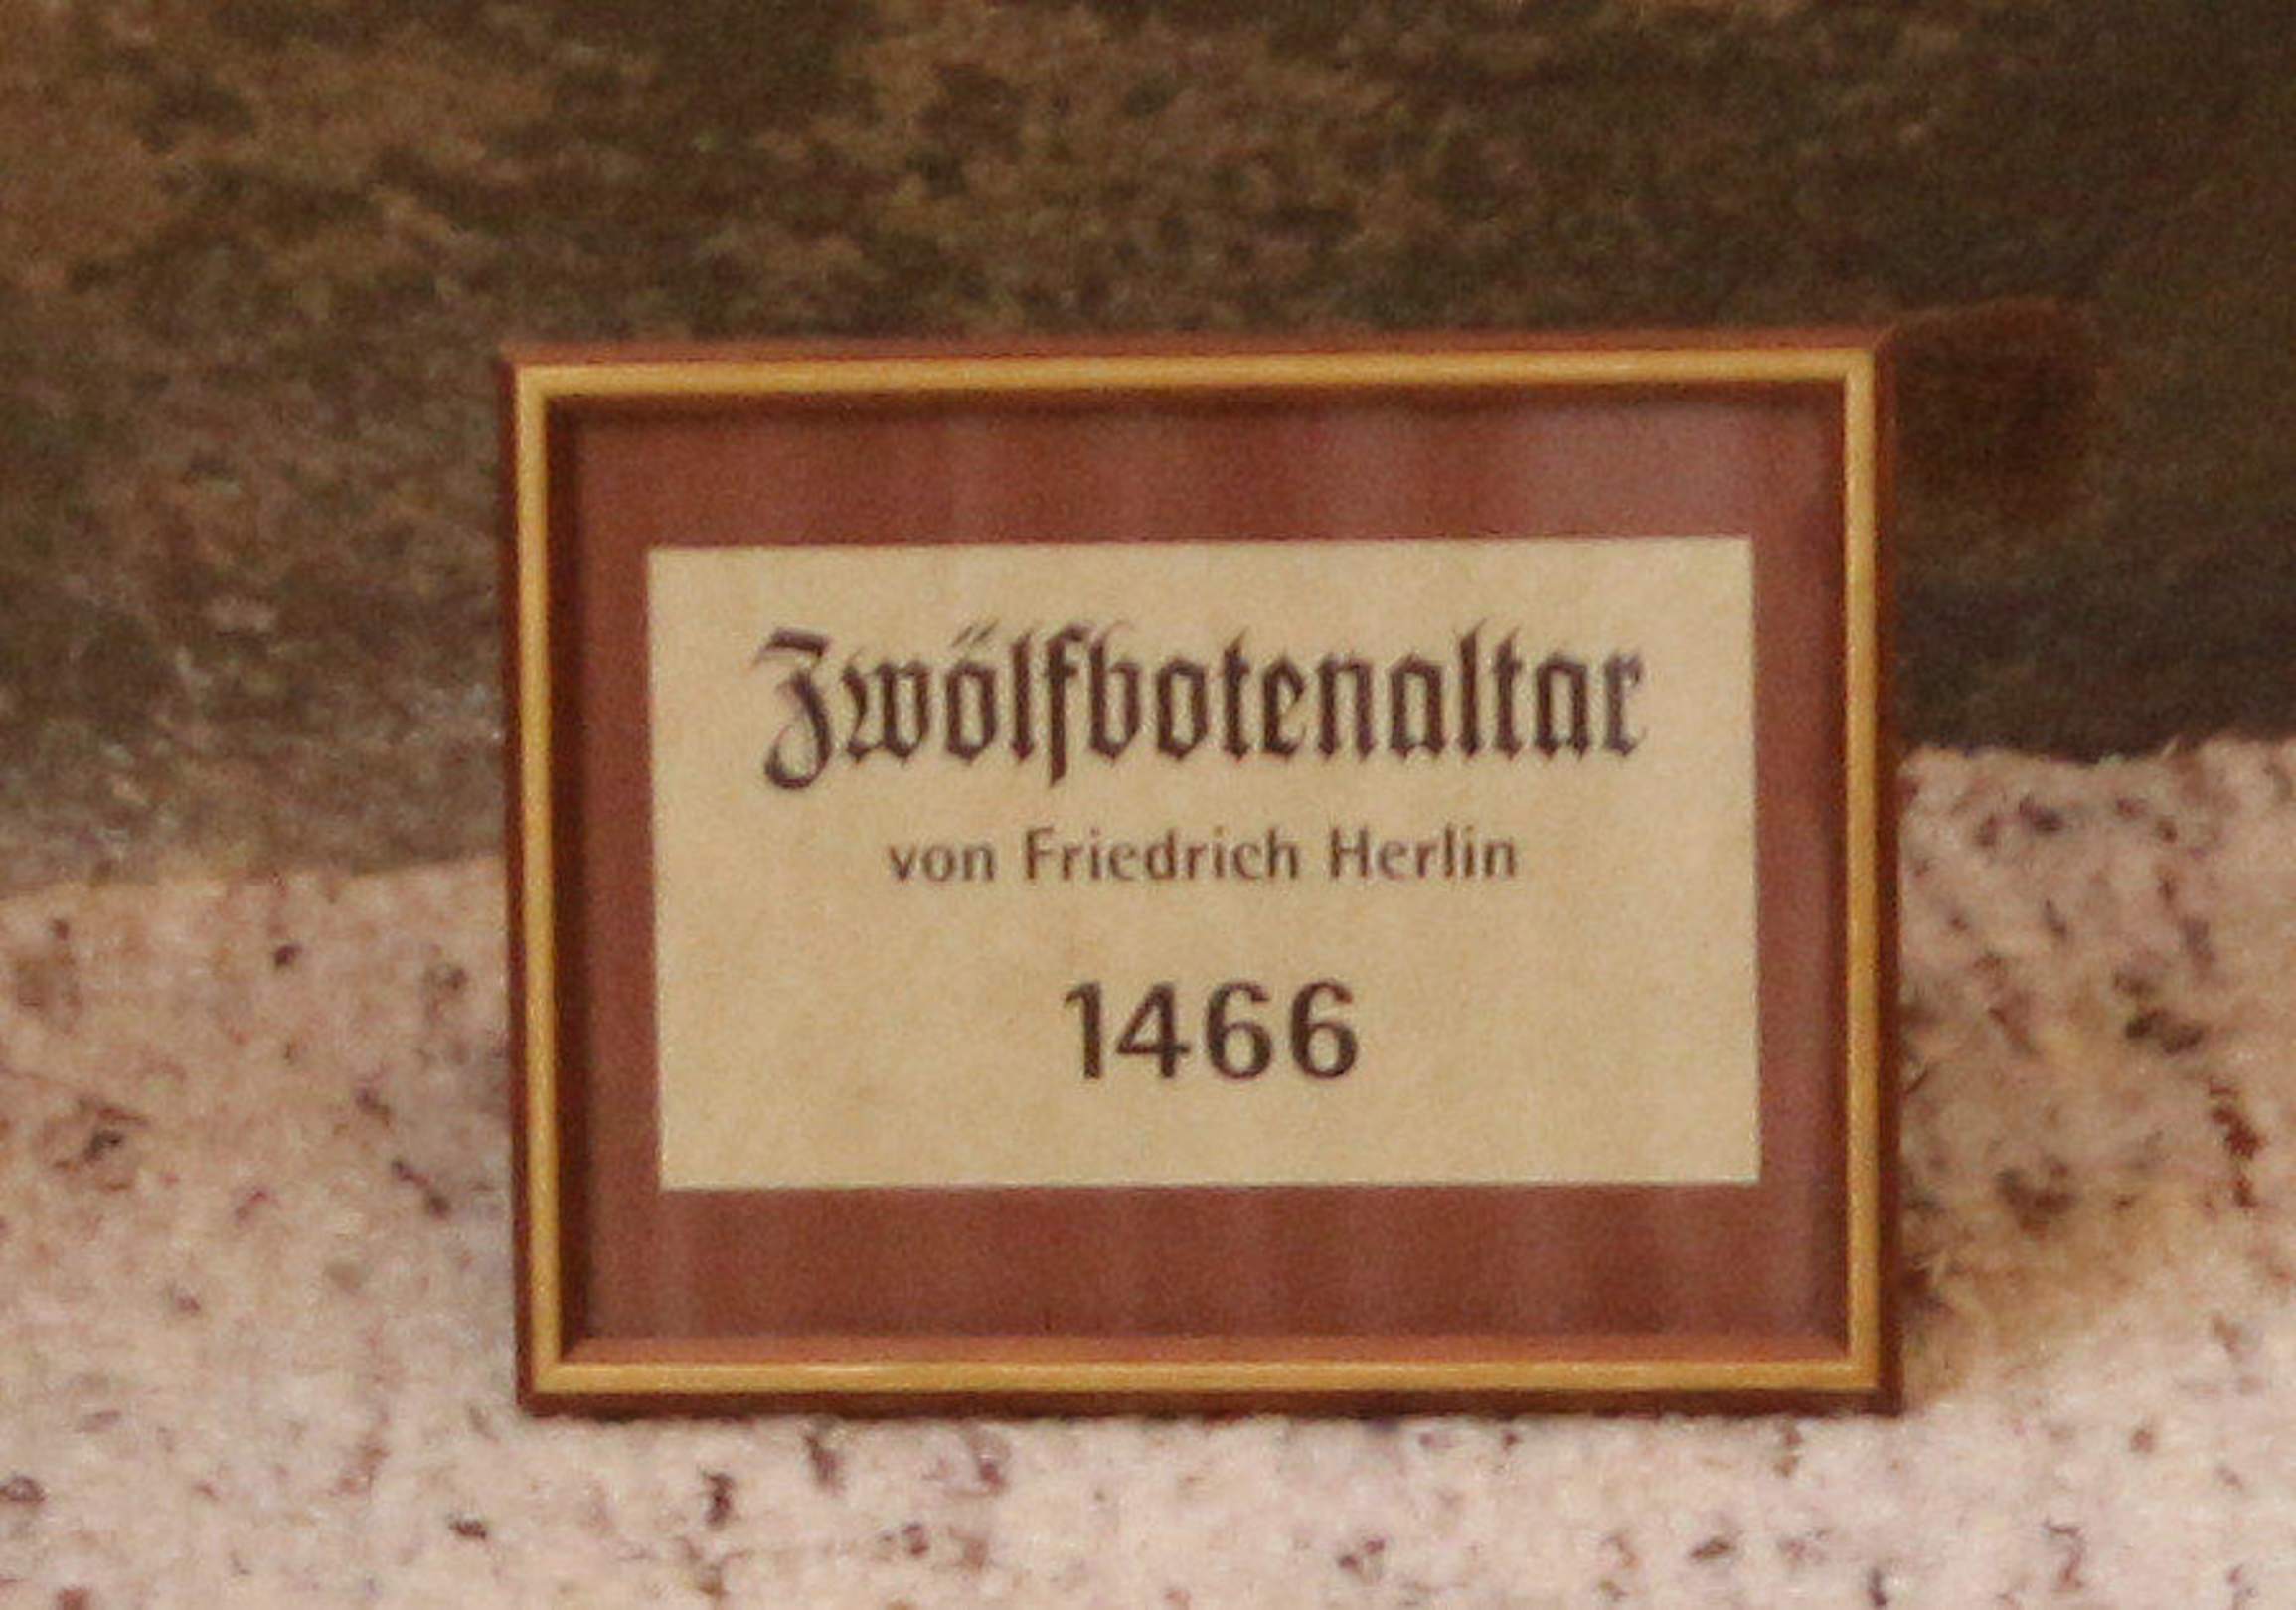 Zwölfbotenaltar
von Friedrich Herlin
1466